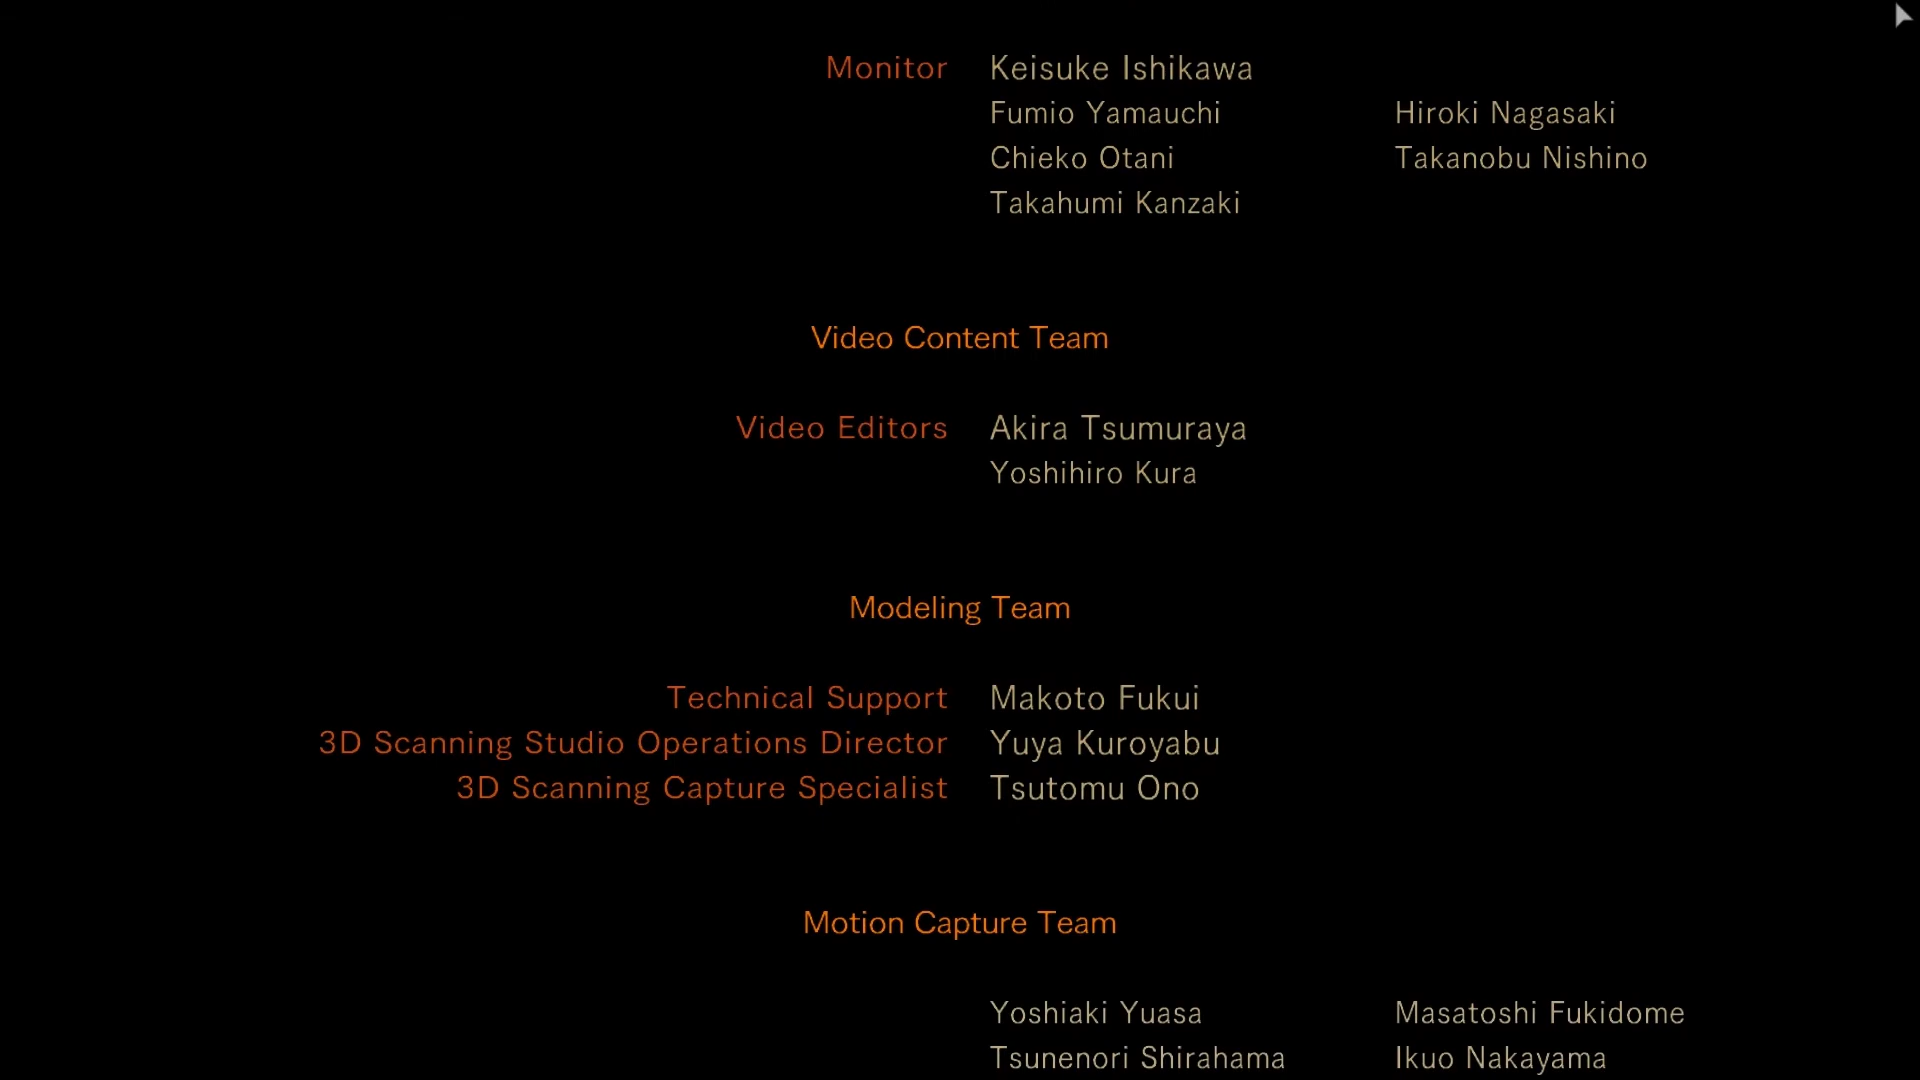 Monitor Keisuke Ishikawa
Fumio Yamauchi Hiroki Nagasaki
Chieko Otani Takanobu Nishino
Takahumi Kanzaki
Video Content Team
Video Editors Akira Tsumuraya
Yoshihiro Kura
Modeling Team
Technical Support Makoto Fukui
3D Scanning Studio Operations Director Yuya Kuroyabu
3D Scanning Capture Specialist Tsutomu Ono
Motion Capture Team
Yoshiaki Yuasa Masatoshi Fukidome
Tsunenori Shirahama Ikuo Nakayama